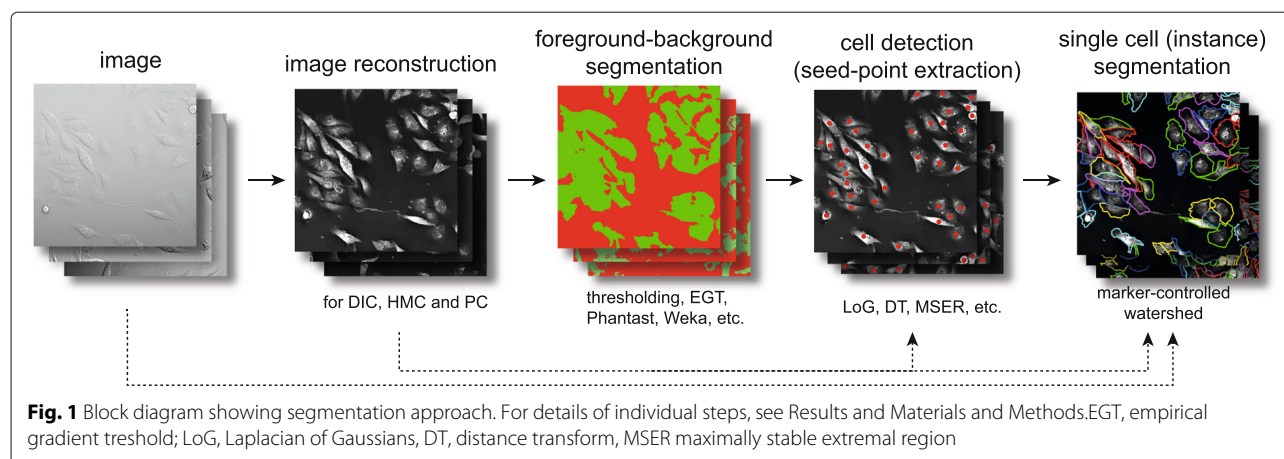 image
image reconstruction
foreground-background
segmentation
cell detection
(seed-point extraction)
single cell (instance)
segmentation
for DIC, HMC and PC
thresholding, EGT,
Phantast, Weka, etc.
LoG, DT, MSER, etc.
marker-controlled
watershed
Fig. 1 Block diagram showing segmentation approach. For details of individual steps, see Results and Materials and Methods.EGT, empirical
gradient treshold; LoG, Laplacian of Gaussians, DT, distance transform, MSER maximally stable extremal region